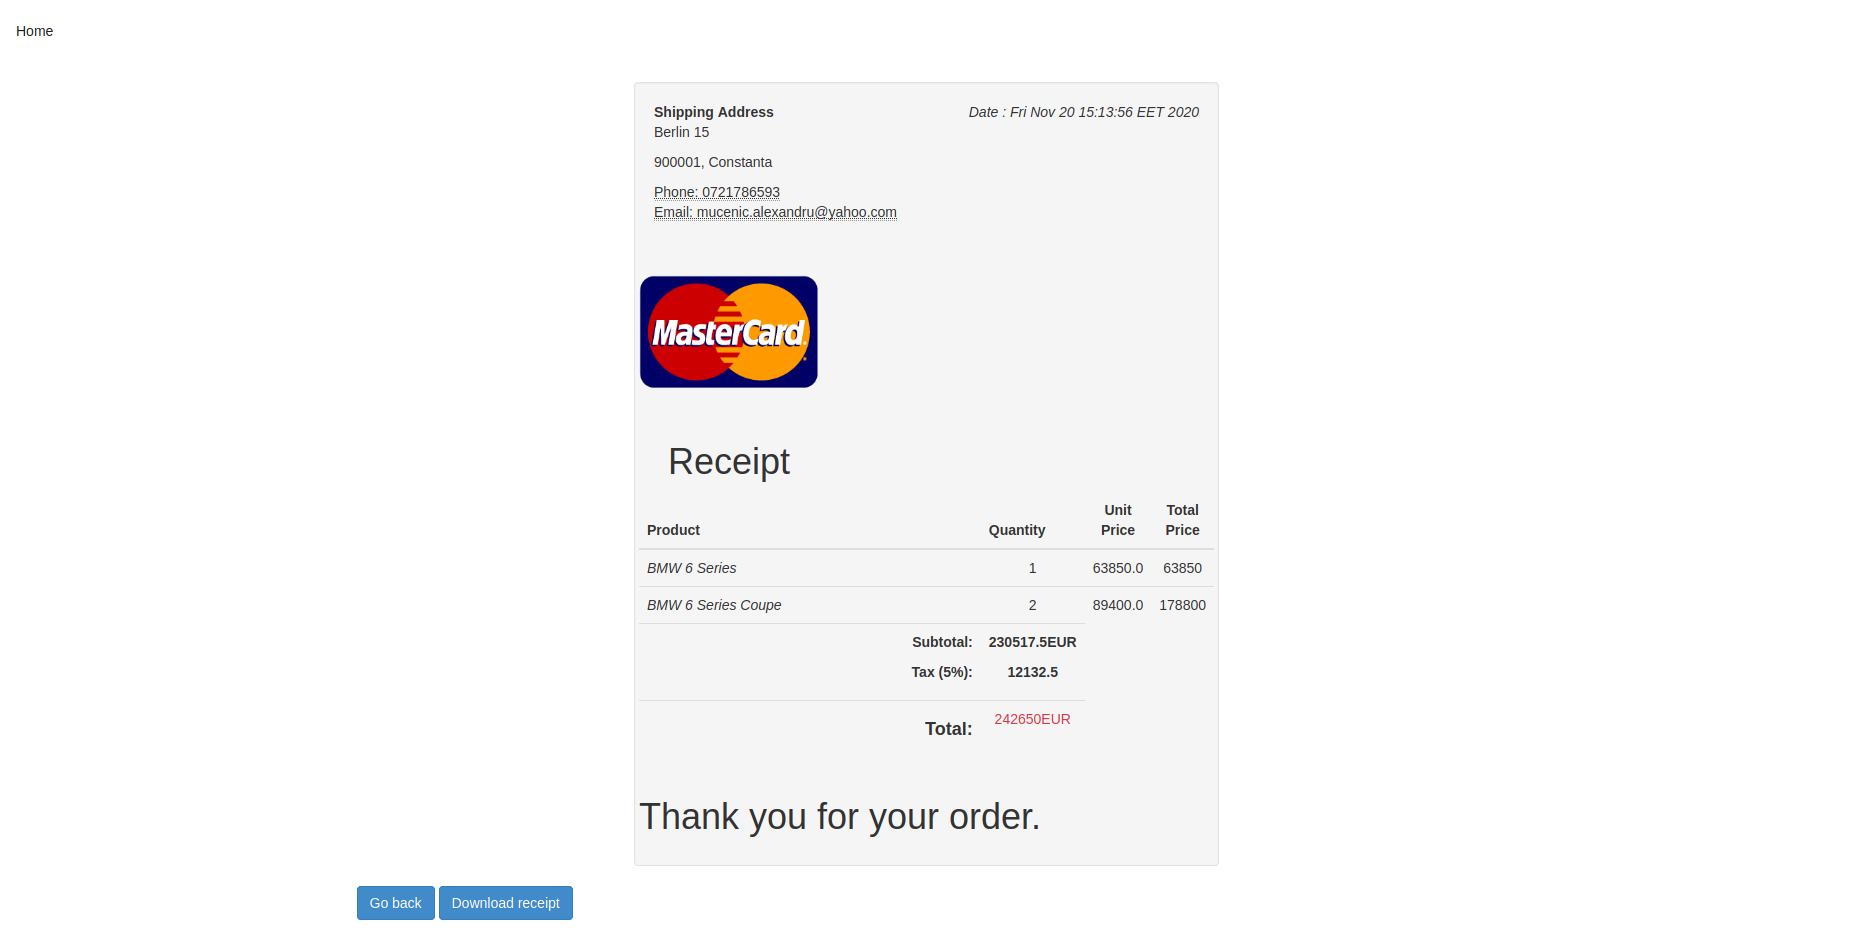 Home
Shipping Address
Date : Fri Nov 20 15:13:56 EET 2020
Berlin 15
900001, Constanta
Phone: 0721786593
Email: mucenic.alexandru@yahoo.com
MasterCard
Receipt
Product Quantity Unit Price Total Price
BMW 6 Series 1 63850.0 63850
BMW 6 Series Coupe 2 89400.0 178800
Subtotal: 230517.5EUR
Tax (5%): 12132.5
Total: 242650EUR
Thank you for your order.
Go back Download receipt